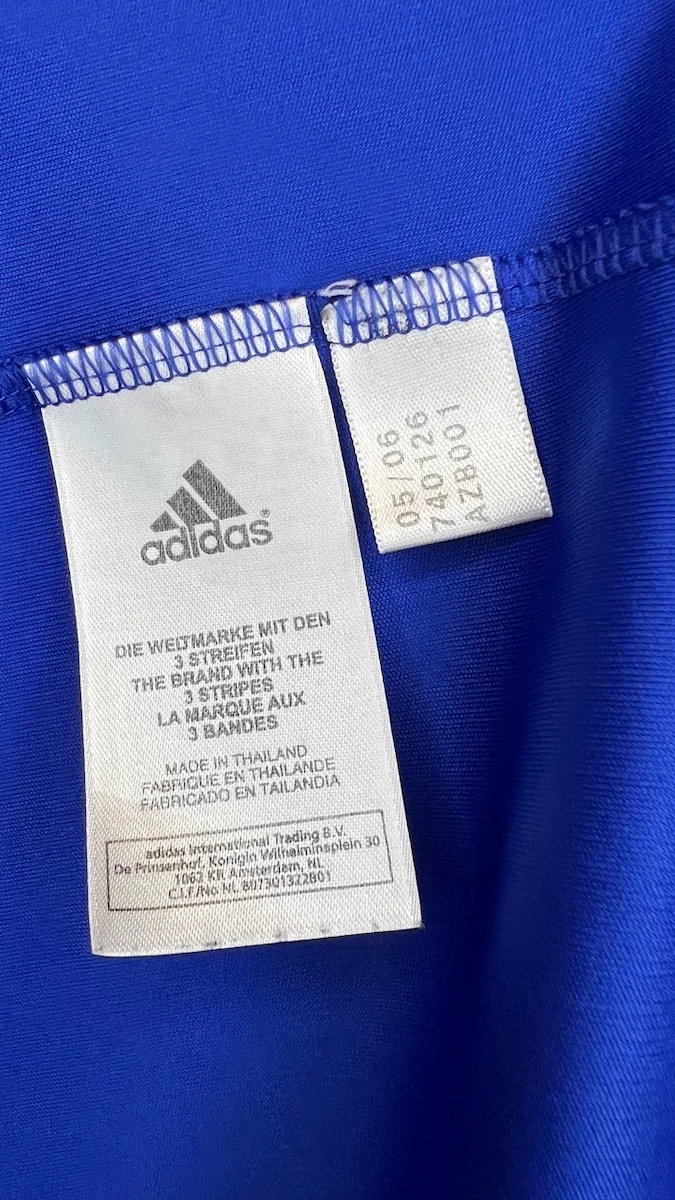 adidas®
DIE WELTMARKE MIT DEN
3 STREIFEN
THE BRAND WITH THE
3 STRIPES
LA MARQUE AUX
3 BANDES
MADE IN THAILAND
FABRIQUE EN THAILANDE
FABRICADO EN TAILANDIA
adidas International Trading B.V.
De Prinsenhof, Konigin Wilhelminaplein 30
1062 KR Amsterdam, NL
C.I.F/No NL 807301322B01
05/06
740126
AZB001